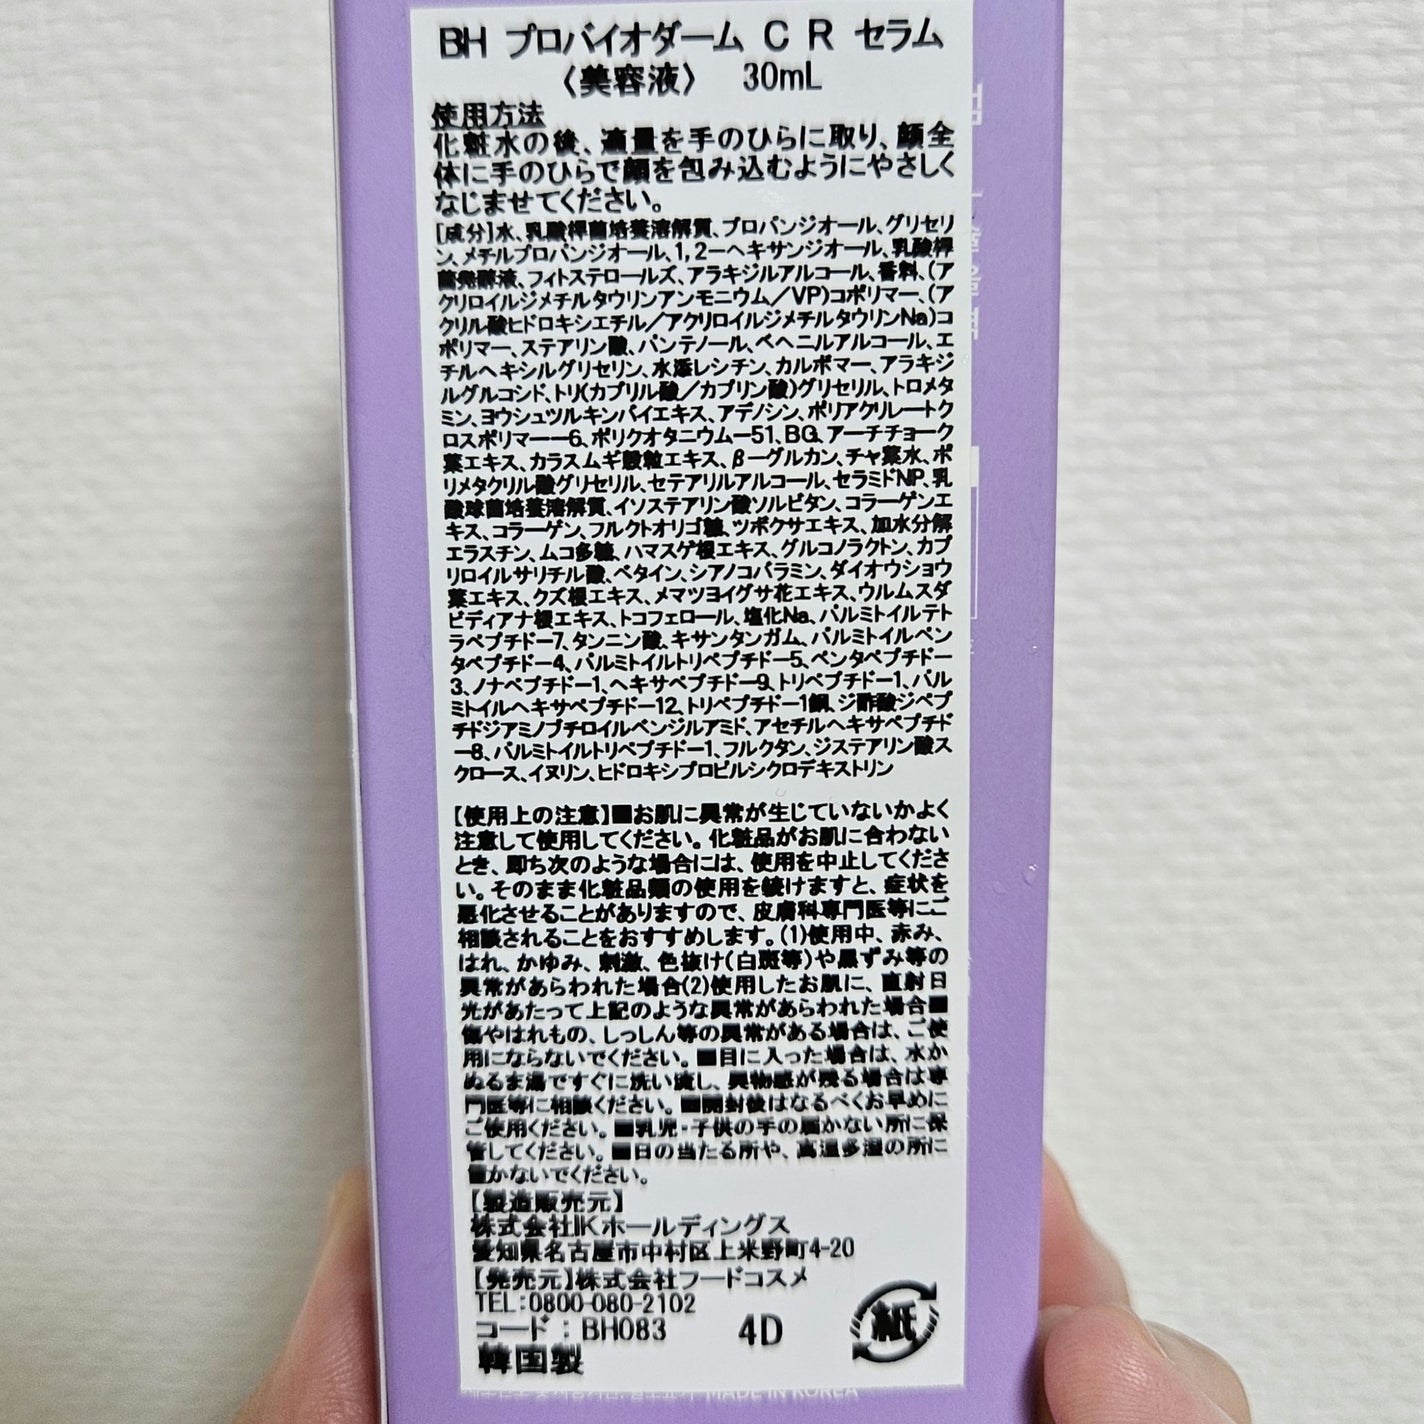 BH プロバイオダーム CR セラム
〈美容液〉 30mL
使用方法
化粧水の後、適量を手のひらに取り、顔全
体に手のひらで顔を包み込むようにやさしく
なじませてください。
[成分]水、乳酸桿菌培養溶解質、プロパンジオール、グリセリ
ン、メチルプロパンジオール、1,2ーヘキサンジオール、乳酸桿
菌発酵液、フィトステロールズ、アラキジルアルコール、香料、(ア
クリロイルジメチルタウリンアンモニウム/VP)コポリマー、(ア
クリル酸ヒドロキシエチル/アクリロイルジメチルタウリンNa)コ
ポリマー、ステアリン酸、パンテノール、ベヘニルアルコール、エ
チルヘキシルグリセリン、水添レシチン、カルボマー、アラキジ
ルグルコシド、トリ(カプリル酸/カプリン酸)グリセリル、トロメタ
ミン、ヨウシュツルキンバイエキス、アデノシン、ポリアクリレートク
ロスポリマーー6、ポリクオタニウムー51、BG、アーチチョーク
葉エキス、カラスムギ穀粒エキス、βーグルカン、チャ葉水、ポ
リメタクリル酸グリセリル、セテアリルアルコール、セラミドNP、乳
酸球菌培養溶解質、イソステアリン酸ソルビタン、コラーゲンエ
キス、コラーゲン、フルクトオリゴ糖、ツボクサエキス、加水分解
エラスチン、ムコ多糖、ハマスゲ根エキス、グルコノラクトン、カプ
リロイルサリチル酸、ベタイン、シアノコバラミン、ダイオウショウ
葉エキス、クズ根エキス、メマツヨイグサ花エキス、ウルムスダ
ビディアナ根エキス、トコフェロール、塩化Na、パルミトイルテト
ラペプチドー7、タンニン酸、キサンタンガム、パルミトイルペン
タペプチドー4、パルミトイルトリペプチドー5、ペンタペプチドー
3、ノナペプチドー1、ヘキサペプチドー9、トリペプチドー1、パル
ミトイルヘキサペプチドー12、トリペプチドー1銅、ジ酢酸ジペプ
チドジアミノブチロイルベンジルアミド、アセチルヘキサペプチド
ー8、パルミトイルトリペプチドー1、フルクタン、ジステアリン酸ス
クロース、イヌリン、ヒドロキシプロピルシクロデキストリン
【使用上の注意】■お肌に異常が生じていないかよく
注意して使用してください。化粧品がお肌に合わない
とき、即ち次のような場合には、使用を中止してくださ
い。そのまま化粧品類の使用を続けますと、症状を
悪化させることがありますので、皮膚科専門医等にご
相談されることをおすすめします。(1)使用中、赤み、
はれ、かゆみ、刺激、色抜け(白斑等)や黒ずみ等の
異常があらわれた場合(2)使用したお肌に、直射日
光があたって上記のような異常があらわれた場合■
傷やはれもの、しっしん等の異常がある場合は、ご使
用にならないでください。■目に入った場合は、水か
ぬるま湯ですぐに洗い流し、異物感が残る場合は専
門医等に相談ください。■開封後はなるべくお早めに
ご使用ください。■乳児・子供の手の届かない所に保
管してください。■日の当たる所や、高温多湿の所に
置かないでください。
【製造販売元】
株式会社IKホールディングス
愛知県名古屋市中村区上米野町4-20
【発売元】株式会社フードコスメ
TEL:0800-080-2102
コード:BH083 4D
紙
韓国製
MADE IN KOREA